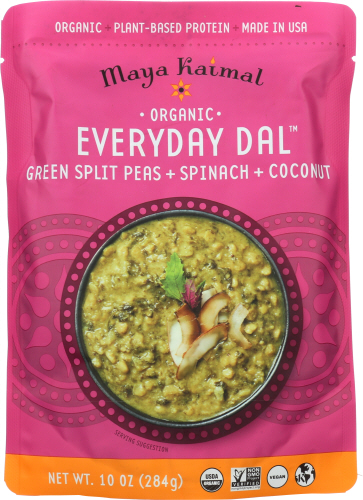 ORGANIC + PLANT-BASED PROTEIN + MADE IN USA
Maya Kaimal
• ORGANIC •
EVERYDAY DAL™
GREEN SPLIT PEAS + SPINACH + COCONUT
SERVING SUGGESTION
NET WT. 10 OZ (284g)
USDA ORGANIC
NON GMO VERIFIED
VEGAN